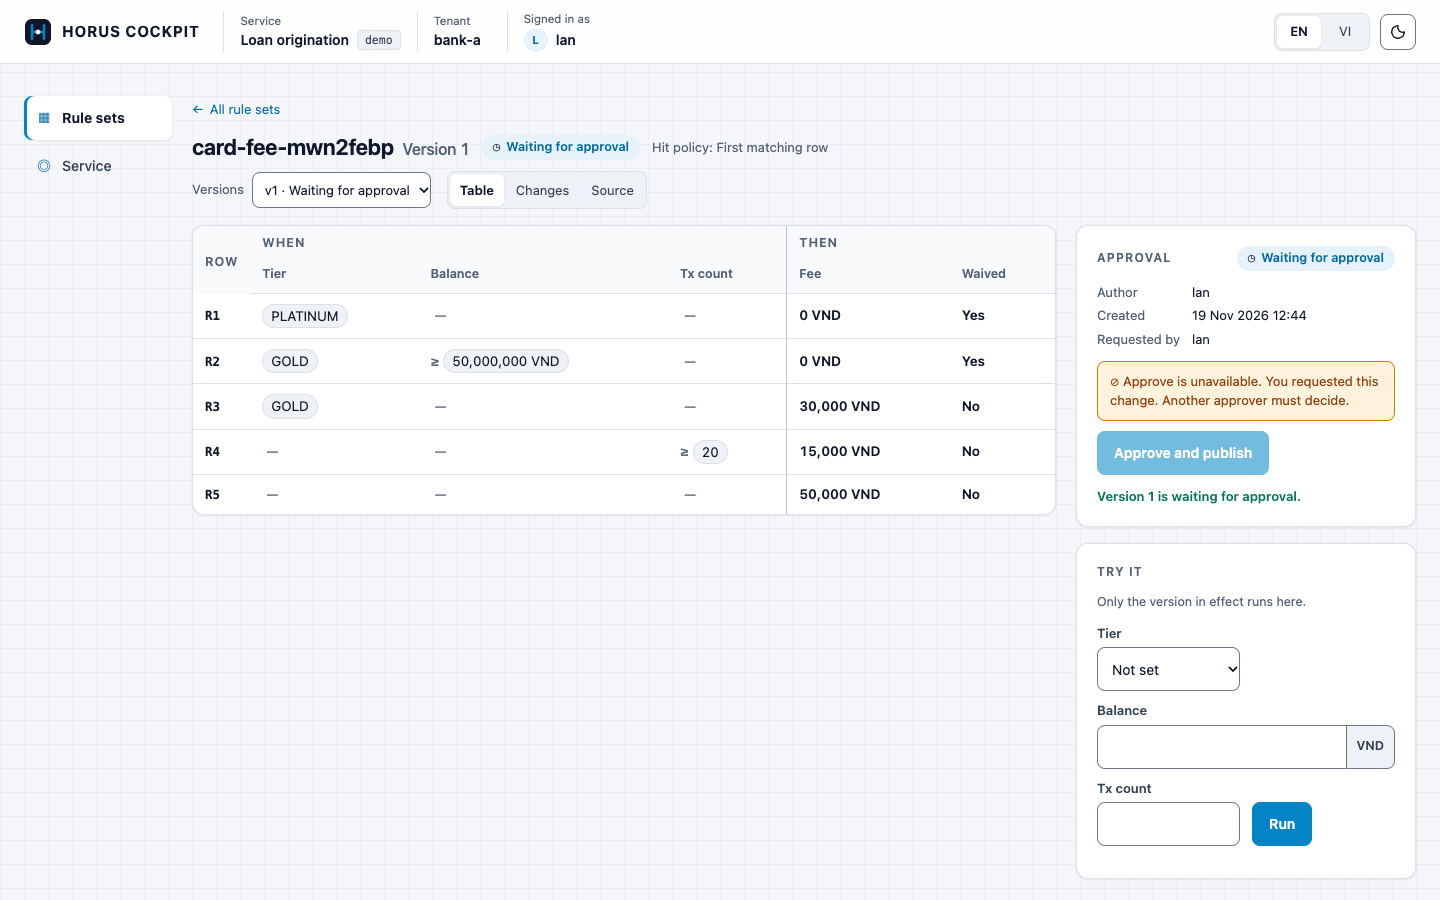 HORUS COCKPIT
Service
Loan origination demo
Tenant
bank-a
Signed in as
L lan
EN VI
Rule sets
Service
← All rule sets
card-fee-mwn2febp Version 1 Waiting for approval Hit policy: First matching row
Versions v1 · Waiting for approval Table Changes Source
ROW WHEN THEN
Tier Balance Tx count Fee Waived
R1 PLATINUM — — 0 VND Yes
R2 GOLD ≥ 50,000,000 VND — 0 VND Yes
R3 GOLD — — 30,000 VND No
R4 — — ≥ 20 15,000 VND No
R5 — — — 50,000 VND No
APPROVAL Waiting for approval
Author lan
Created 19 Nov 2026 12:44
Requested by lan
⊘ Approve is unavailable. You requested this
change. Another approver must decide.
Approve and publish
Version 1 is waiting for approval.
TRY IT
Only the version in effect runs here.
Tier
Not set
Balance
VND
Tx count
Run